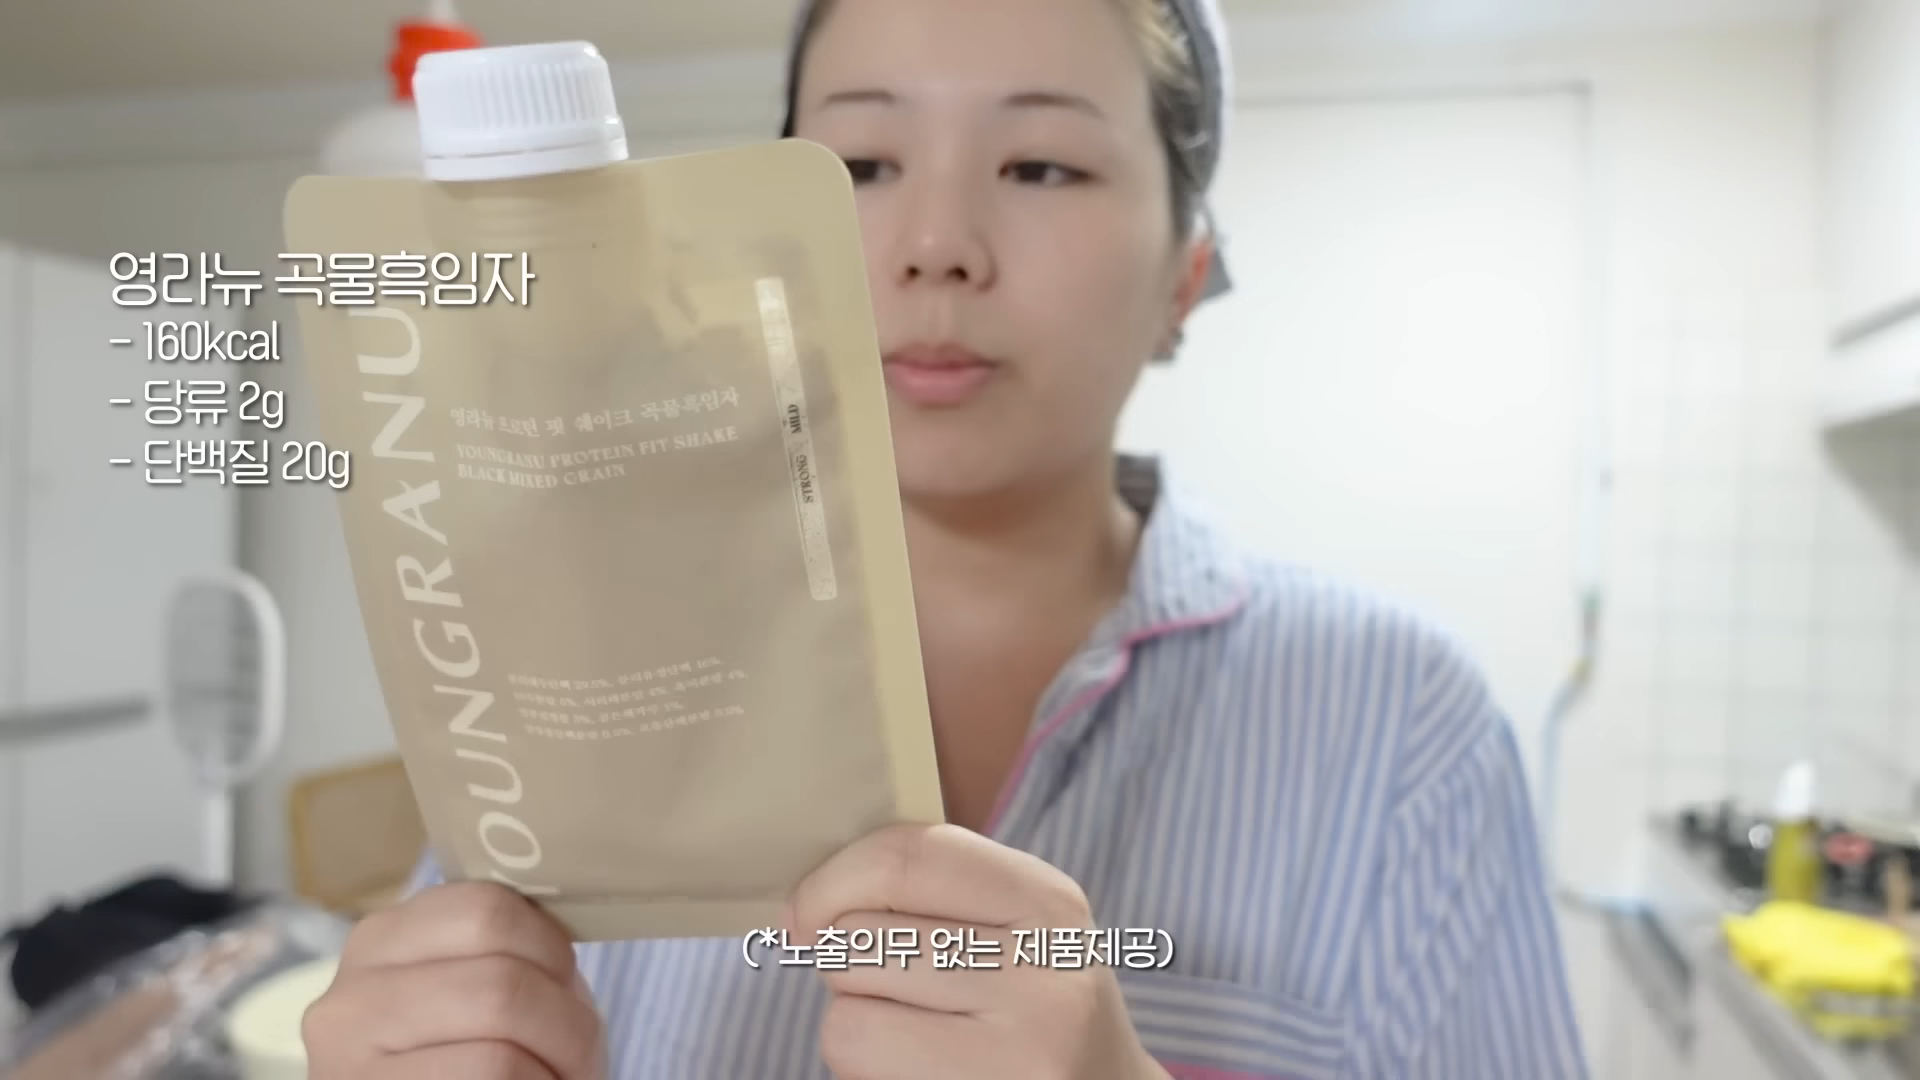 영라뉴 곡물흑임자
- 160kcal
- 당류 2g
- 단백질 20g
YOUNGRANU
영라뉴 프로틴 핏 쉐이크 곡물흑임자
YOUNGRANU PROTEIN FIT SHAKE
BLACK MIXED GRAIN
MILD
STRONG
(*노출의무 없는 제품제공)